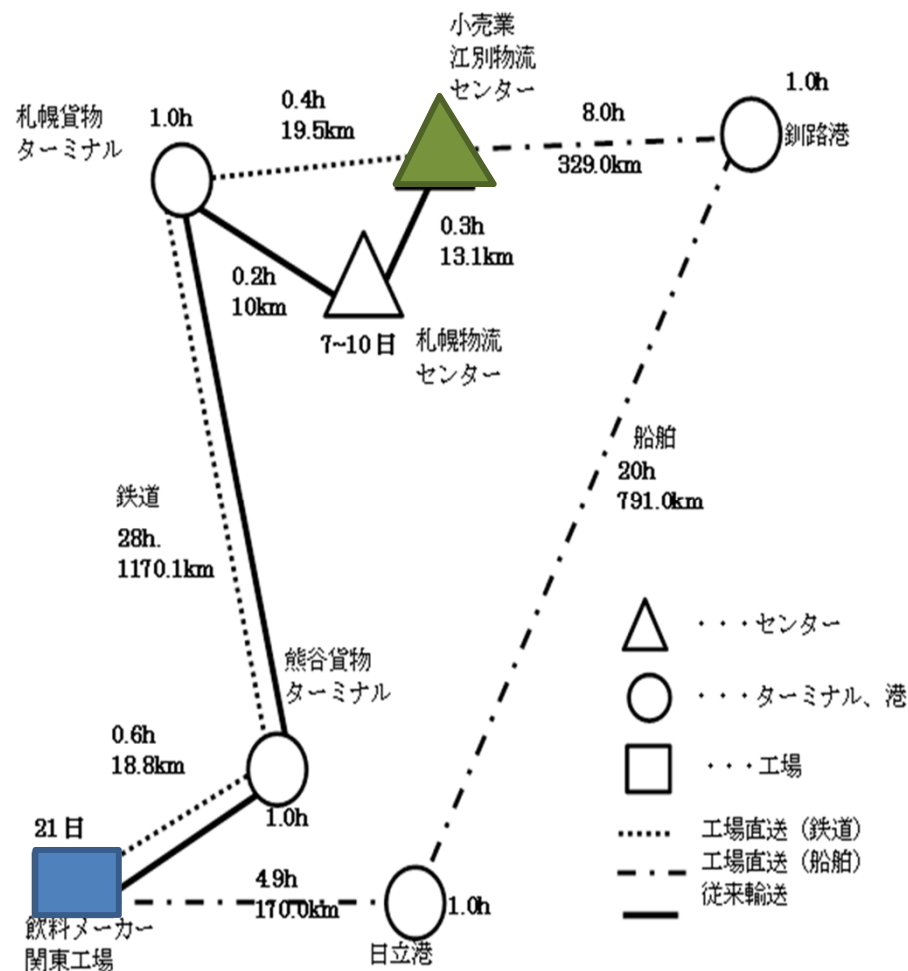 小売業
江別物流
センター
札幌貨物
ターミナル
1.0h
0.4h
19.5km
8.0h
329.0km
1.0h
釧路港
0.3h
13.1km
0.2h
10km
7~10日
札幌物流
センター
船舶
20h
791.0km
鉄道
28h.
1170.1km
熊谷貨物
ターミナル
0.6h
18.8km
1.0h
21日
飲料メーカー
関東工場
4.9h
170.0km
1.0h
日立港
・・・センター
・・・ターミナル、港
・・・工場
工場直送（鉄道）
工場直送（船舶）
従来輸送